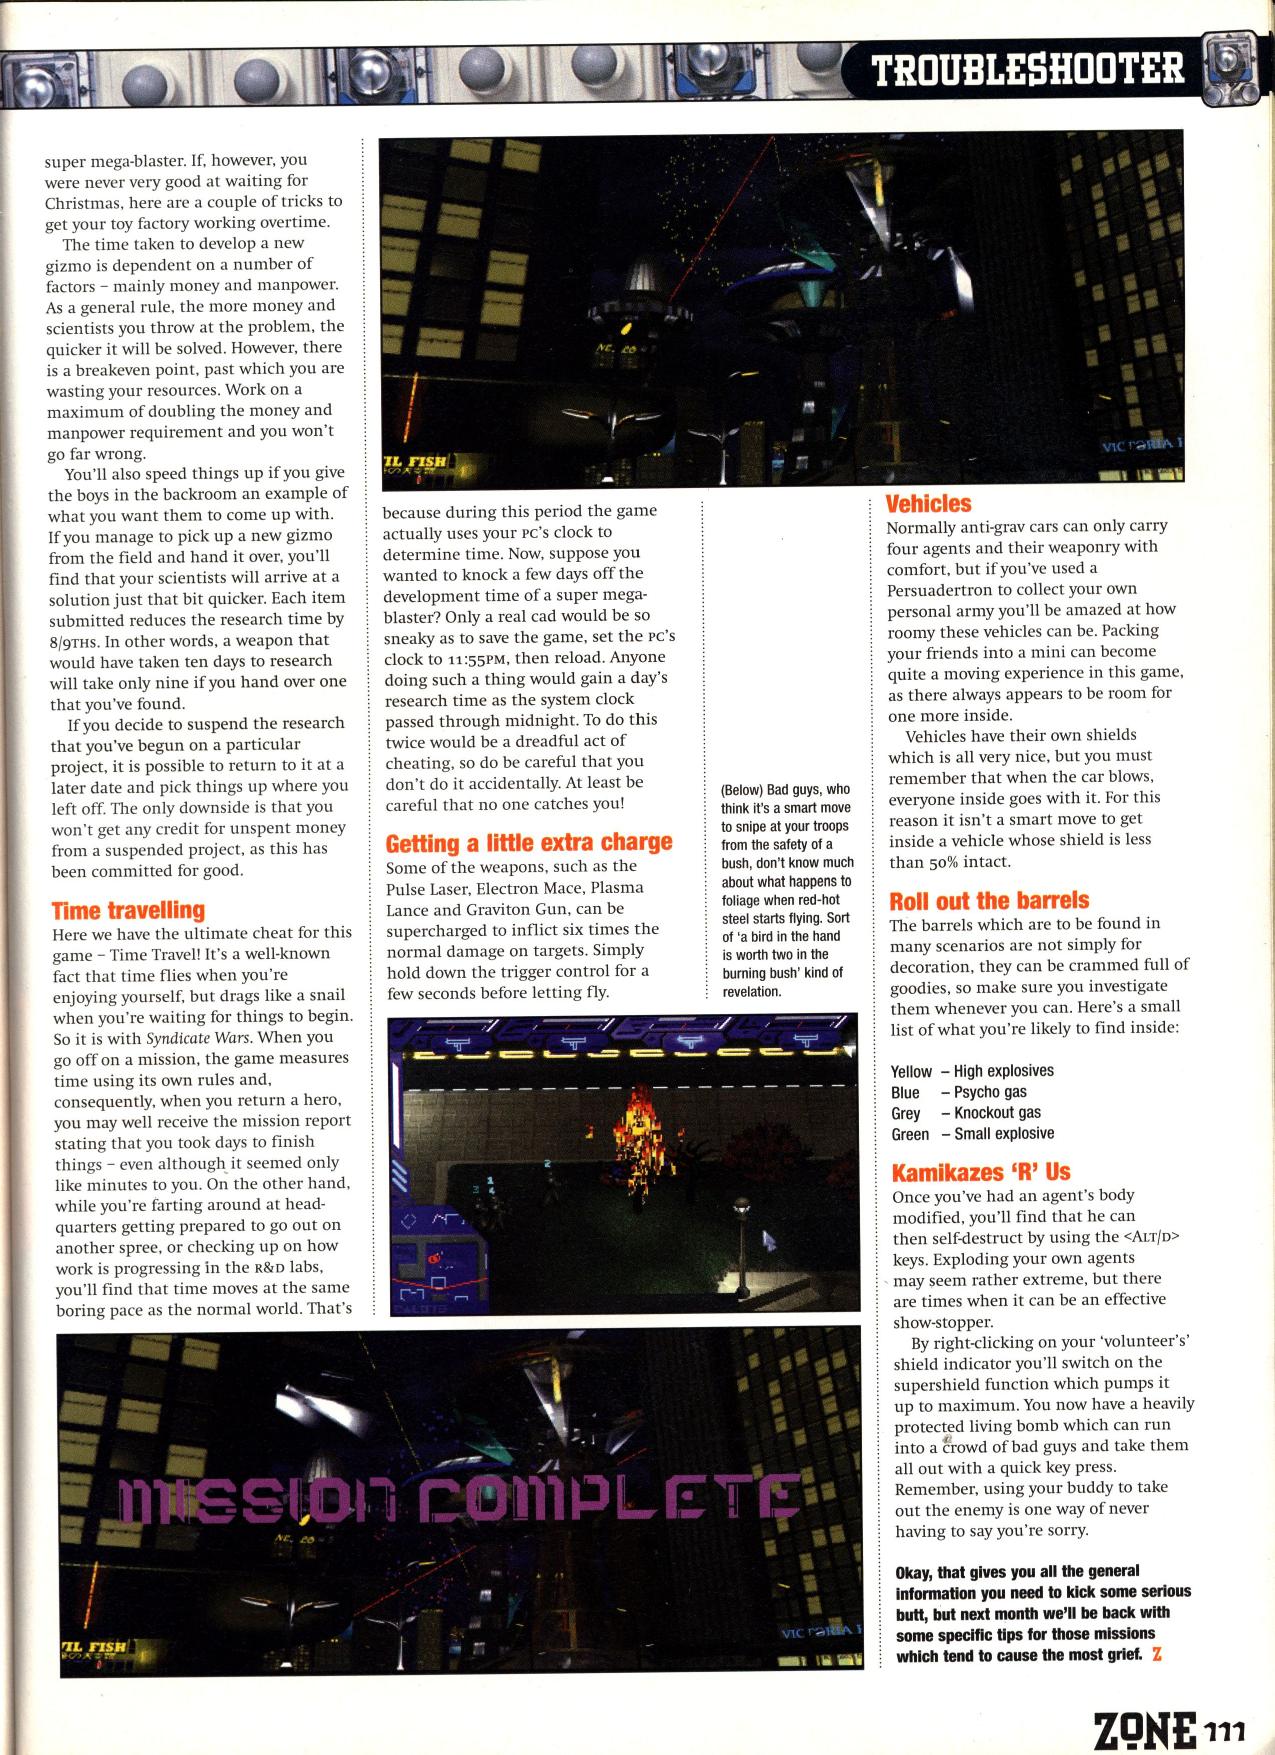 TROUBLESHOOTER
super mega-blaster. If, however, you
were never very good at waiting for
Christmas, here are a couple of tricks to
get your toy factory working overtime.
The time taken to develop a new
gizmo is dependent on a number of
factors – mainly money and manpower.
As a general rule, the more money and
scientists you throw at the problem, the
quicker it will be solved. However, there
is a breakeven point, past which you are
wasting your resources. Work on a
maximum of doubling the money and
manpower requirement and you won't
go far wrong.
You'll also speed things up if you give
the boys in the backroom an example of
what you want them to come up with.
If you manage to pick up a new gizmo
from the field and hand it over, you'll
find that your scientists will arrive at a
solution just that bit quicker. Each item
submitted reduces the research time by
8/9THS. In other words, a weapon that
would have taken ten days to research
will take only nine if you hand over one
that you've found.
If you decide to suspend the research
that you've begun on a particular
project, it is possible to return to it at a
later date and pick things up where you
left off. The only downside is that you
won't get any credit for unspent money
from a suspended project, as this has
been committed for good.
Time travelling
Here we have the ultimate cheat for this
game – Time Travel! It's a well-known
fact that time flies when you're
enjoying yourself, but drags like a snail
when you're waiting for things to begin.
So it is with Syndicate Wars. When you
go off on a mission, the game measures
time using its own rules and,
consequently, when you return a hero,
you may well receive the mission report
stating that you took days to finish
things – even although it seemed only
like minutes to you. On the other hand,
while you're farting around at head-
quarters getting prepared to go out on
another spree, or checking up on how
work is progressing in the R&D labs,
you'll find that time moves at the same
boring pace as the normal world. That's
IL FISH
VICTORIA
because during this period the game
actually uses your PC's clock to
determine time. Now, suppose you
wanted to knock a few days off the
development time of a super mega-
blaster? Only a real cad would be so
sneaky as to save the game, set the PC's
clock to 11:55PM, then reload. Anyone
doing such a thing would gain a day's
research time as the system clock
passed through midnight. To do this
twice would be a dreadful act of
cheating, so do be careful that you
don't do it accidentally. At least be
careful that no one catches you!
Getting a little extra charge
Some of the weapons, such as the
Pulse Laser, Electron Mace, Plasma
Lance and Graviton Gun, can be
supercharged to inflict six times the
normal damage on targets. Simply
hold down the trigger control for a
few seconds before letting fly.
(Below) Bad guys, who
think it's a smart move
to snipe at your troops
from the safety of a
bush, don't know much
about what happens to
foliage when red-hot
steel starts flying. Sort
of 'a bird in the hand
is worth two in the
burning bush' kind of
revelation.
2
1
3 4
MISSION COMPLETE
VIL FISH
VICTORIA
Vehicles
Normally anti-grav cars can only carry
four agents and their weaponry with
comfort, but if you've used a
Persuadertron to collect your own
personal army you'll be amazed at how
roomy these vehicles can be. Packing
your friends into a mini can become
quite a moving experience in this game,
as there always appears to be room for
one more inside.
Vehicles have their own shields
which is all very nice, but you must
remember that when the car blows,
everyone inside goes with it. For this
reason it isn't a smart move to get
inside a vehicle whose shield is less
than 50% intact.
Roll out the barrels
The barrels which are to be found in
many scenarios are not simply for
decoration, they can be crammed full of
goodies, so make sure you investigate
them whenever you can. Here's a small
list of what you're likely to find inside:
Yellow – High explosives
Blue – Psycho gas
Grey – Knockout gas
Green – Small explosive
Kamikazes 'R' Us
Once you've had an agent's body
modified, you'll find that he can
then self-destruct by using the <ALT/D>
keys. Exploding your own agents
may seem rather extreme, but there
are times when it can be an effective
show-stopper.
By right-clicking on your 'volunteer's'
shield indicator you'll switch on the
supershield function which pumps it
up to maximum. You now have a heavily
protected living bomb which can run
into a crowd of bad guys and take them
all out with a quick key press.
Remember, using your buddy to take
out the enemy is one way of never
having to say you're sorry.
Okay, that gives you all the general
information you need to kick some serious
butt, but next month we'll be back with
some specific tips for those missions
which tend to cause the most grief. Z
ZONE 111